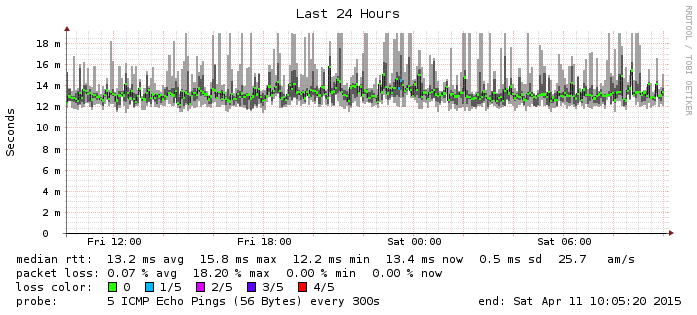 Last 24 Hours
RRDTOOL / TOBI OETIKER
Seconds
18 m
16 m
14 m
12 m
10 m
8 m
6 m
4 m
2 m
0
Fri 12:00 Fri 18:00 Sat 00:00 Sat 06:00
median rtt: 13.2 ms avg 15.8 ms max 12.2 ms min 13.4 ms now 0.5 ms sd 25.7 am/s
packet loss: 0.07 % avg 18.20 % max 0.00 % min 0.00 % now
loss color: 0 1/5 2/5 3/5 4/5
probe: 5 ICMP Echo Pings (56 Bytes) every 300s end: Sat Apr 11 10:05:20 2015